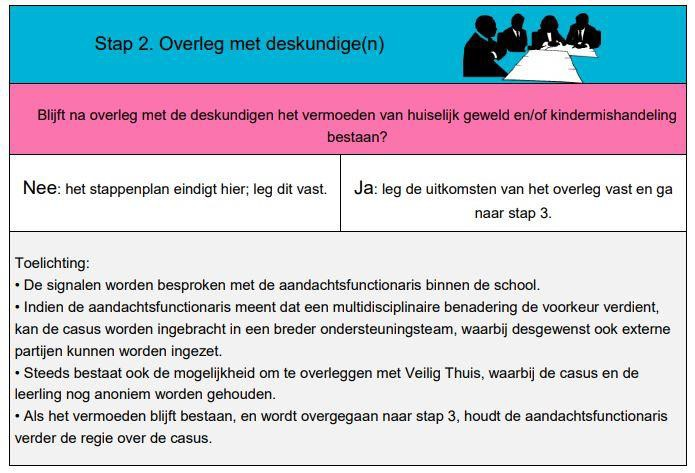 Stap 2. Overleg met deskundige(n)
Blijft na overleg met de deskundigen het vermoeden van huiselijk geweld en/of kindermishandeling
bestaan?
Nee: het stappenplan eindigt hier; leg dit vast.
Ja: leg de uitkomsten van het overleg vast en ga
naar stap 3.
Toelichting:
• De signalen worden besproken met de aandachtsfunctionaris binnen de school.
• Indien de aandachtsfunctionaris meent dat een multidisciplinaire benadering de voorkeur verdient,
kan de casus worden ingebracht in een breder ondersteuningsteam, waarbij desgewenst ook externe
partijen kunnen worden ingezet.
• Steeds bestaat ook de mogelijkheid om te overleggen met Veilig Thuis, waarbij de casus en de
leerling nog anoniem worden gehouden.
• Als het vermoeden blijft bestaan, en wordt overgegaan naar stap 3, houdt de aandachtsfunctionaris
verder de regie over de casus.